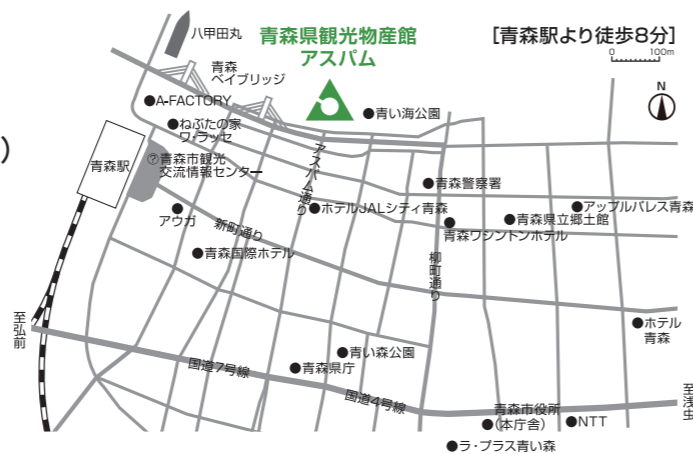 八甲田丸
青森県観光物産館
アスパム
[青森駅より徒歩8分]
0 100m
N
青森
ベイブリッジ
●A-FACTORY
●青い海公園
●ねぶたの家
ワ・ラッセ
)
青森駅
?青森市観光
交流情報センター
アスパム通り
●青森警察署
●アップルパレス青森
●ホテルJALシティ青森
●青森県立郷土館
アウガ
新町通り
青森ワシントンホテル
●青森国際ホテル
柳町通り
至弘前
●ホテル
青森
●青い森公園
国道7号線
●青森県庁
国道4号線
至浅虫
青森市役所
●(本庁舎)
●NTT
●ラ・プラス青い森